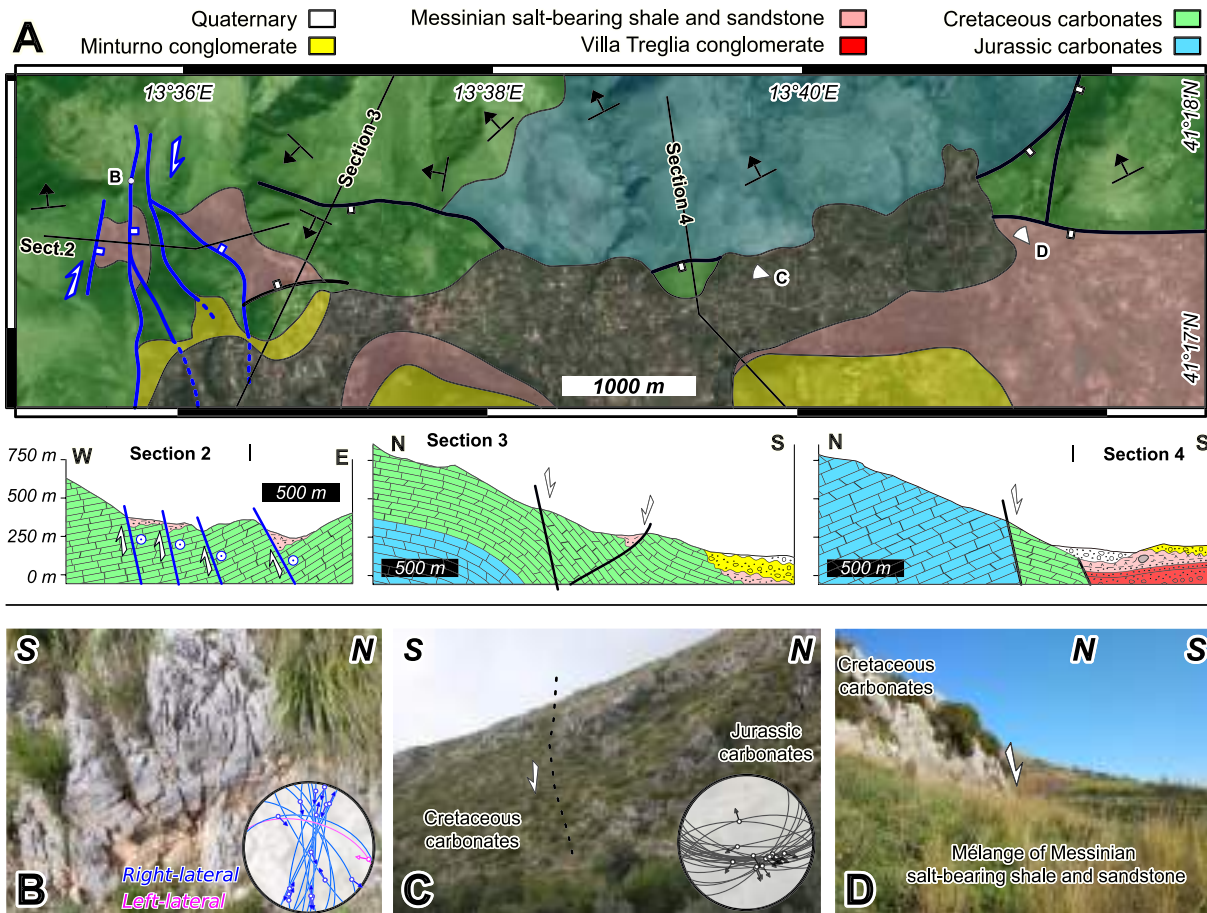 A
Quaternary
Minturno conglomerate
Messinian salt-bearing shale and sandstone
Villa Treglia conglomerate
Cretaceous carbonates
Jurassic carbonates
13°36'E
13°38'E
13°40'E
41°18'N
41°17'N
Section 3
Section 4
Sect.2
B
C
D
1000 m
750 m
500 m
250 m
0 m
W
Section 2
E
500 m
N
Section 3
S
500 m
N
Section 4
S
500 m
S
N
Right-lateral
Left-lateral
B
S
N
Jurassic
carbonates
Cretaceous
carbonates
C
Cretaceous
carbonates
N
S
Mélange of Messinian
salt-bearing shale and sandstone
D